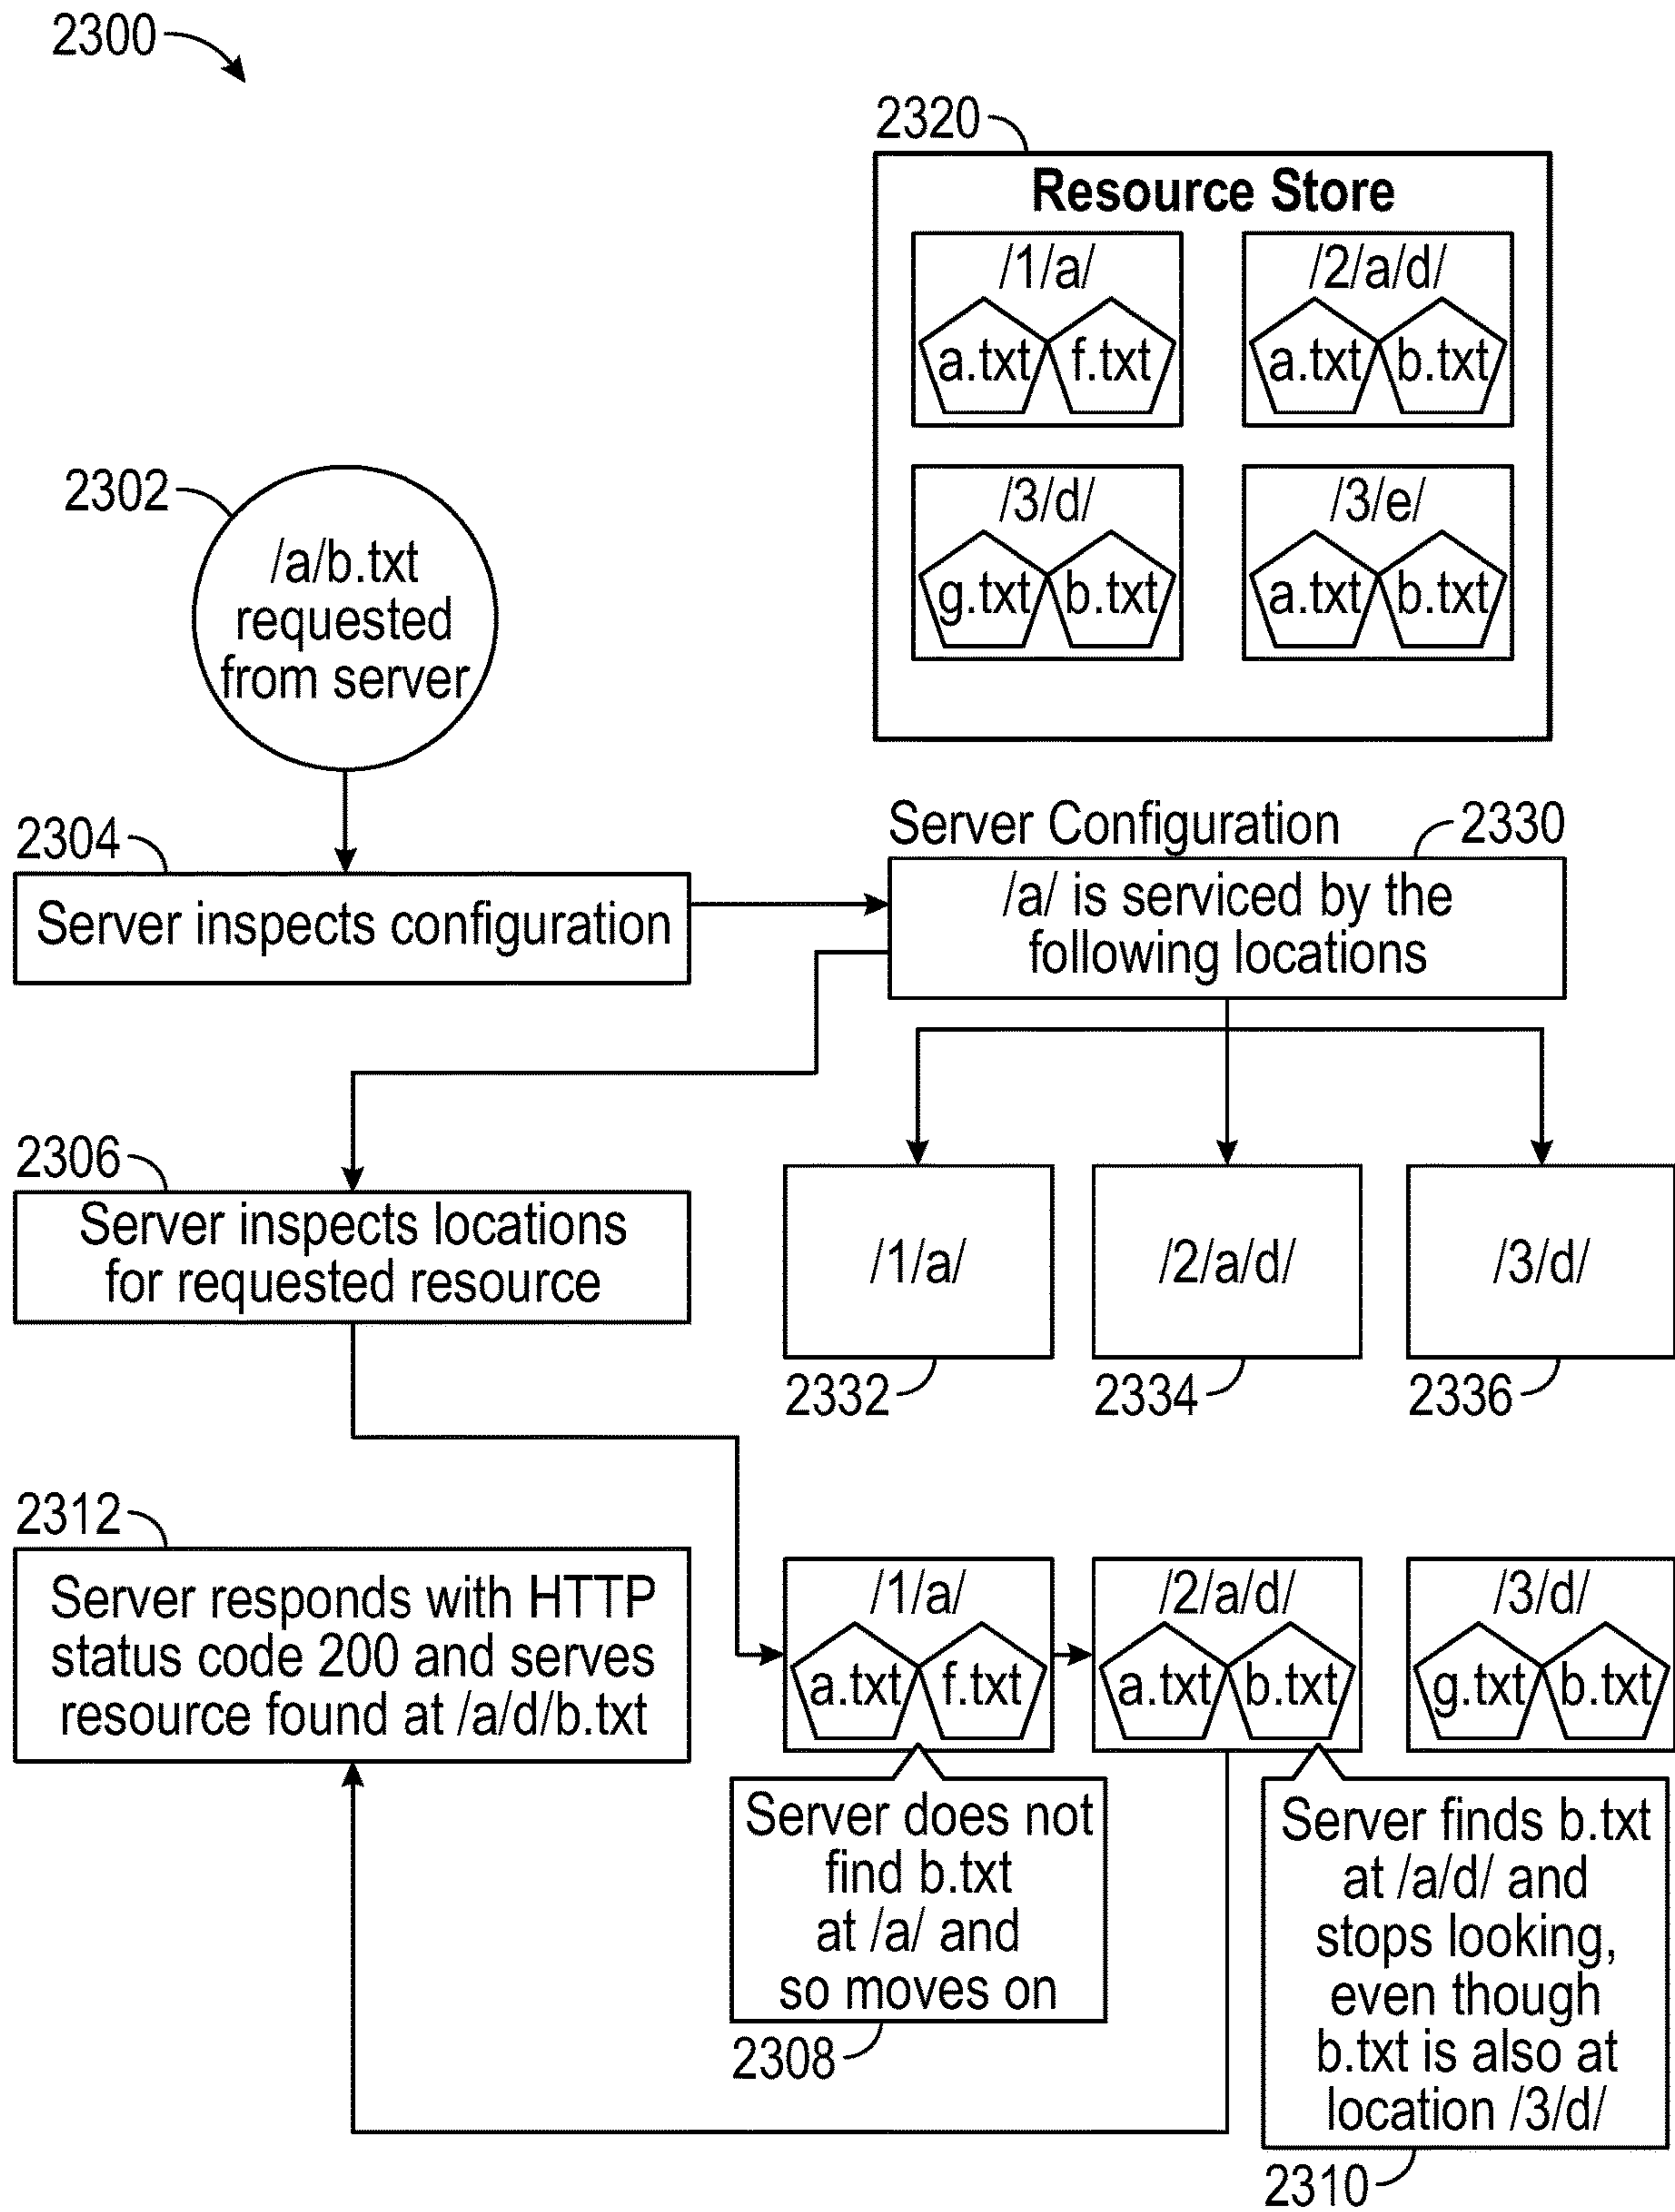 2300
2320
Resource Store
/1/a/
a.txt f.txt
/2/a/d/
a.txt b.txt
/3/d/
g.txt b.txt
/3/e/
a.txt b.txt
2302
/a/b.txt
requested
from server
2304
Server inspects configuration
Server Configuration
2330
/a/ is serviced by the
following locations
2306
Server inspects locations
for requested resource
/1/a/
2332
/2/a/d/
2334
/3/d/
2336
2312
Server responds with HTTP
status code 200 and serves
resource found at /a/d/b.txt
/1/a/
a.txt f.txt
/2/a/d/
a.txt b.txt
/3/d/
g.txt b.txt
Server does not
find b.txt
at /a/ and
so moves on
2308
Server finds b.txt
at /a/d/ and
stops looking,
even though
b.txt is also at
location /3/d/
2310